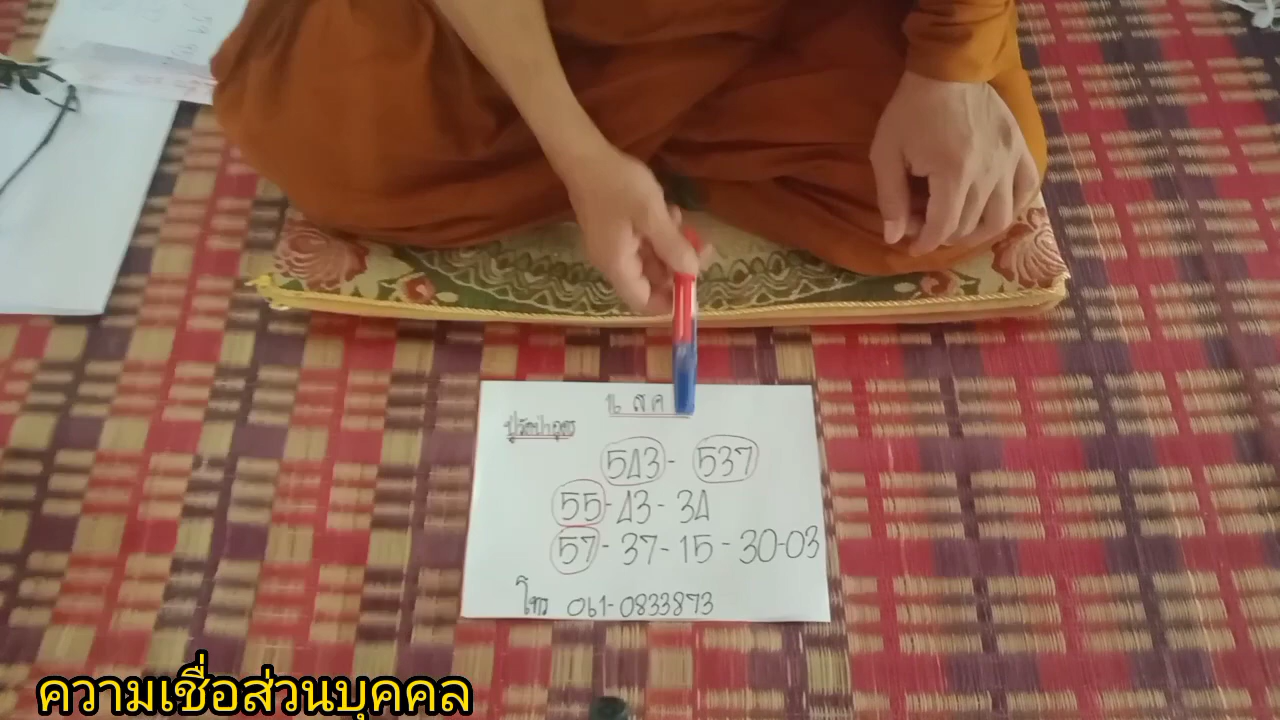 16 ส ค
543 - 537
55 - 43 - 34
57 - 37 - 15 - 30 - 03
โทร 061-0833873
ความเชื่อส่วนบุคคล